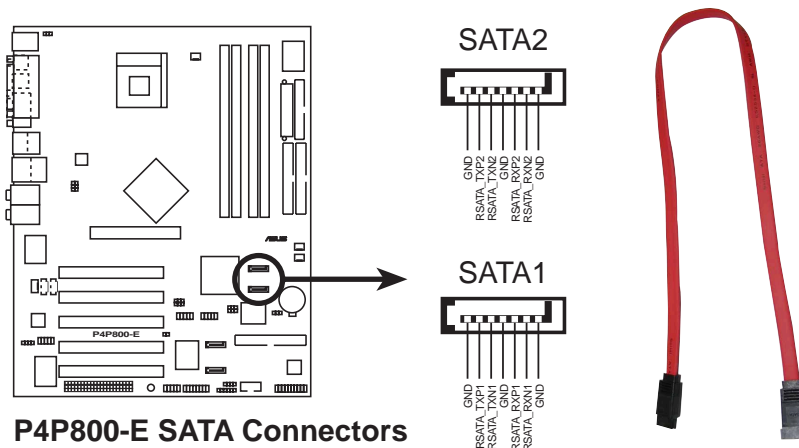 SATA2
GND
RSATA_TXP2
RSATA_TXN2
GND
RSATA_RXP2
RSATA_RXN2
GND
/SUS
SATA1
P4P800-E
GND
RSATA_TXP1
RSATA_TXN1
GND
RSATA_RXP1
RSATA_RXN1
GND
P4P800-E SATA Connectors